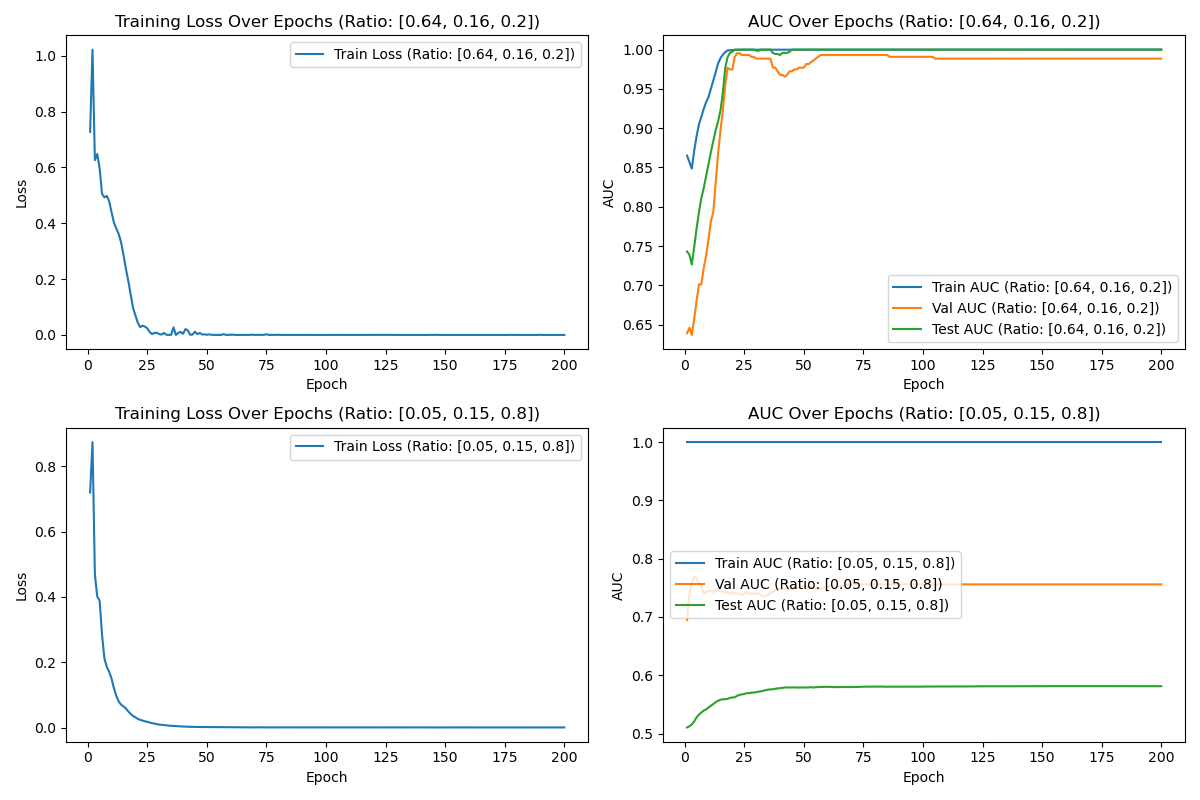 Training Loss Over Epochs (Ratio: [0.64, 0.16, 0.2])
Train Loss (Ratio: [0.64, 0.16, 0.2])
1.0
0.8
0.6
0.4
0.2
0.0
Loss
0 25 50 75 100 125 150 175 200
Epoch
AUC Over Epochs (Ratio: [0.64, 0.16, 0.2])
1.00
0.95
0.90
0.85
0.80
0.75
0.70
0.65
AUC
Train AUC (Ratio: [0.64, 0.16, 0.2])
Val AUC (Ratio: [0.64, 0.16, 0.2])
Test AUC (Ratio: [0.64, 0.16, 0.2])
0 25 50 75 100 125 150 175 200
Epoch
Training Loss Over Epochs (Ratio: [0.05, 0.15, 0.8])
Train Loss (Ratio: [0.05, 0.15, 0.8])
0.8
0.6
0.4
0.2
0.0
Loss
0 25 50 75 100 125 150 175 200
Epoch
AUC Over Epochs (Ratio: [0.05, 0.15, 0.8])
1.0
0.9
0.8
0.7
0.6
0.5
AUC
Train AUC (Ratio: [0.05, 0.15, 0.8])
Val AUC (Ratio: [0.05, 0.15, 0.8])
Test AUC (Ratio: [0.05, 0.15, 0.8])
0 25 50 75 100 125 150 175 200
Epoch